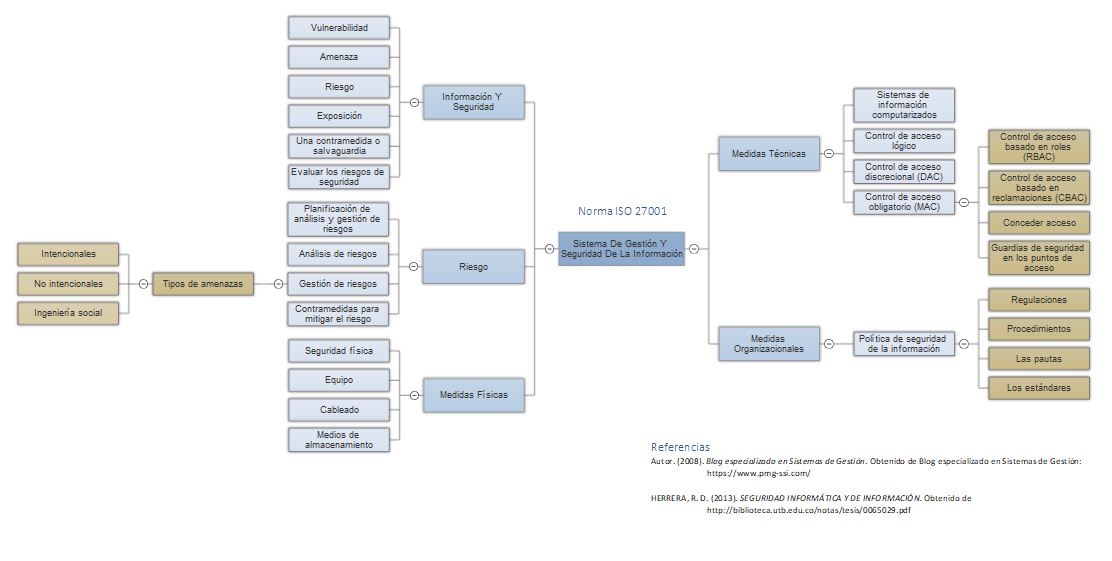 Vulnerabilidad
Amenaza
Riesgo
Exposición
Una contramedida o
salvaguardia
Evaluar los riesgos de
seguridad
Información Y
Seguridad
Planificación de
análisis y gestión de
riesgos
Análisis de riesgos
Gestión de riesgos
Contramedidas para
mitigar el riesgo
Riesgo
Intencionales
No intencionales
Ingeniería social
Tipos de amenazas
Seguridad física
Equipo
Cableado
Medios de
almacenamiento
Medidas Físicas
Norma ISO 27001
Sistema De Gestión Y
Seguridad De La Información
Medidas Técnicas
Sistemas de
información
computarizados
Control de acceso
lógico
Control de acceso
discrecional (DAC)
Control de acceso
obligatorio (MAC)
Control de acceso
basado en roles
(RBAC)
Control de acceso
basado en
reclamaciones (CBAC)
Conceder acceso
Guardias de seguridad
en los puntos de
acceso
Medidas
Organizacionales
Política de seguridad
de la información
Regulaciones
Procedimientos
Las pautas
Los estándares
Referencias
Autor. (2008). Blog especializado en Sistemas de Gestión. Obtenido de Blog especializado en Sistemas de Gestión:
https://www.pmg-ssi.com/
HERRERA, R. D. (2013). SEGURIDAD INFORMÁTICA Y DE INFORMACIÓN. Obtenido de
http://biblioteca.utb.edu.co/notas/tesis/0065029.pdf